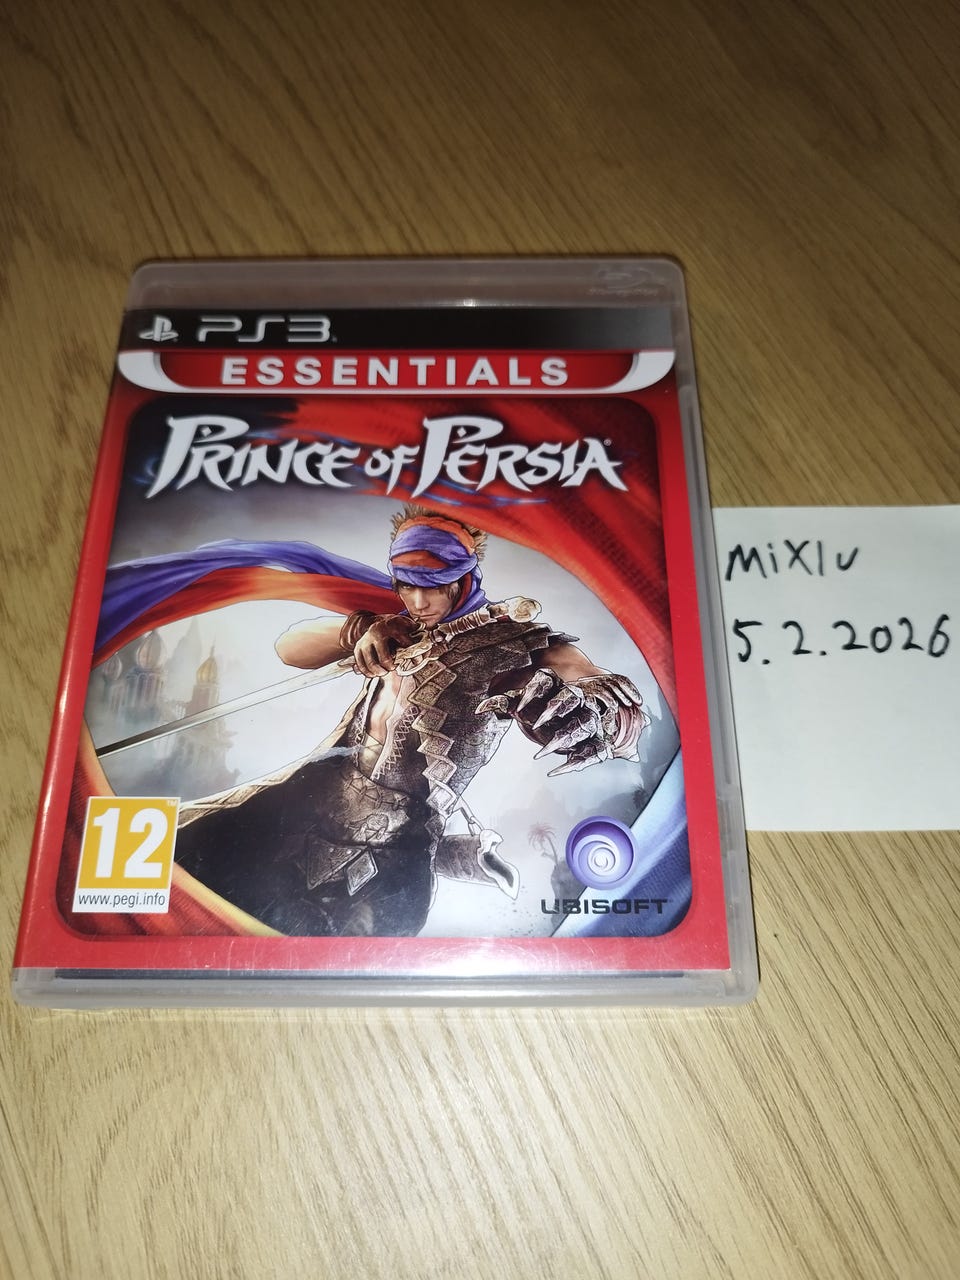 PS3
ESSENTIALS
PRINCE OF PERSIA
MiXlu
5.2.2026
12
www.pegi.info
UBISOFT